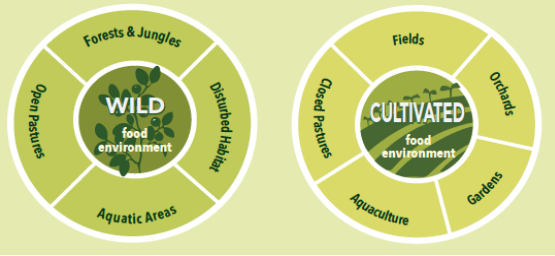 Forests & Jungles
Open Pastures
Disturbed Habitat
Aquatic Areas
WILD
food
environment
Fields
Orchards
Gardens
Aquaculture
Closed Pastures
CULTIVATED
food
environment